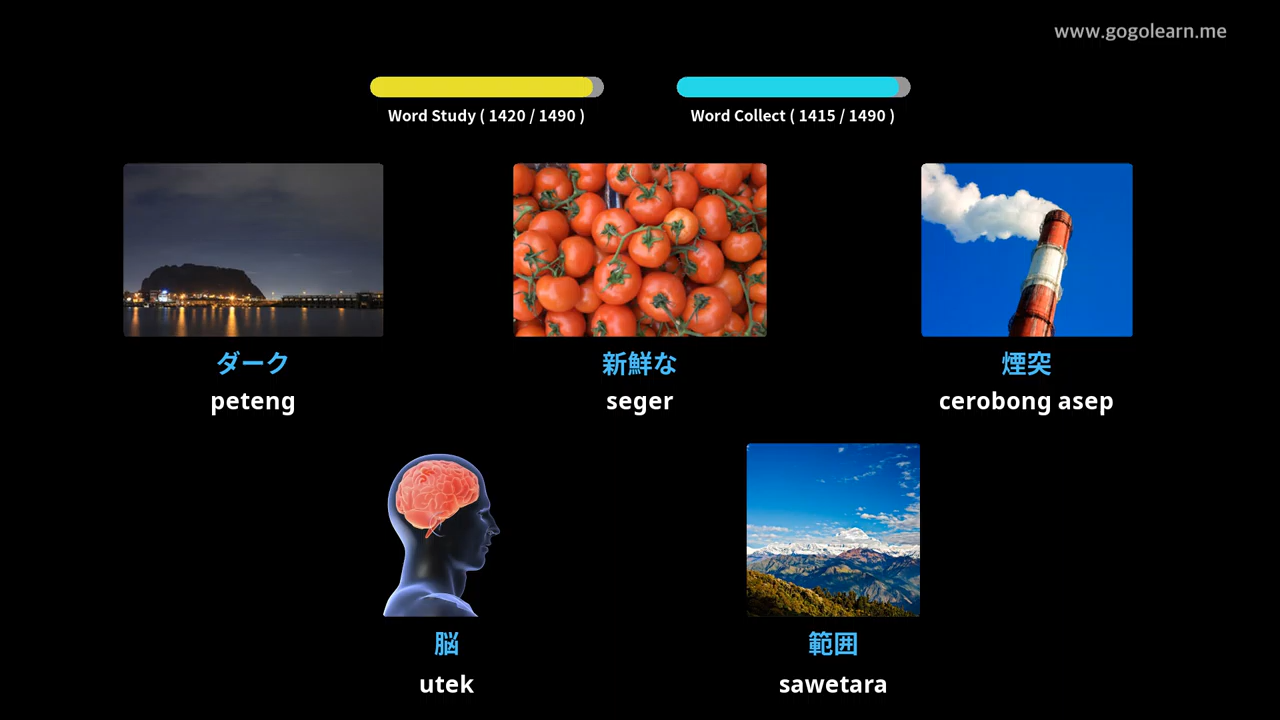 www.gogolearn.me
Word Study ( 1420 / 1490 )
Word Collect ( 1415 / 1490 )
ダーク
peteng
新鮮な
seger
煙突
cerobong asep
脳
utek
範囲
sawetara